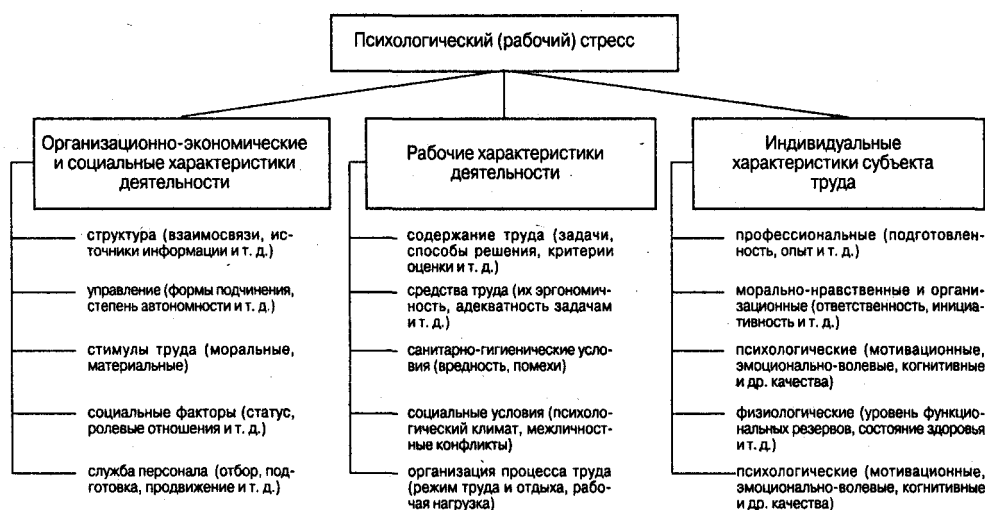 Психологический (рабочий) стресс
Организационно-экономические
и социальные характеристики
деятельности
структура (взаимосвязи, ис-
точники информации и т. д.)
управление (формы подчинения,
степень автономности и т. д.)
стимулы труда (моральные,
материальные)
социальные факторы (статус,
ролевые отношения и т. д.)
служба персонала (отбор, под-
готовка, продвижение и т. д.)
Рабочие характеристики
деятельности
содержание труда (задачи,
способы решения, критерии
оценки и т. д.)
средства труда (их эргономич-
ность, адекватность задачам
и т. д.)
санитарно-гигиенические усло-
вия (вредность, помехи)
социальные условия (психоло-
гический климат, межличност-
ные конфликты)
организация процесса труда
(режим труда и отдыха, рабо-
чая нагрузка)
Индивидуальные
характеристики субъекта
труда
профессиональные (подготовлен-
ность, опыт и т. д.)
морально-нравственные и органи-
зационные (ответственность, инициа-
тивность и т. д.)
психологические (мотивационные,
эмоционально-волевые, когнитивные
и др. качества)
физиологические (уровень функцио-
нальных резервов, состояние здоровья
и т. д.)
психологические (мотивационные,
эмоционально-волевые, когнитивные
и др. качества)